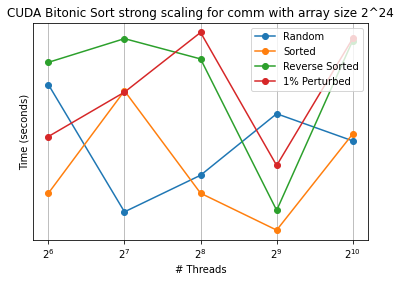 CUDA Bitonic Sort strong scaling for comm with array size 2^24
Random
Sorted
Reverse Sorted
1% Perturbed
Time (seconds)
2^6 2^7 2^8 2^9 2^10
# Threads